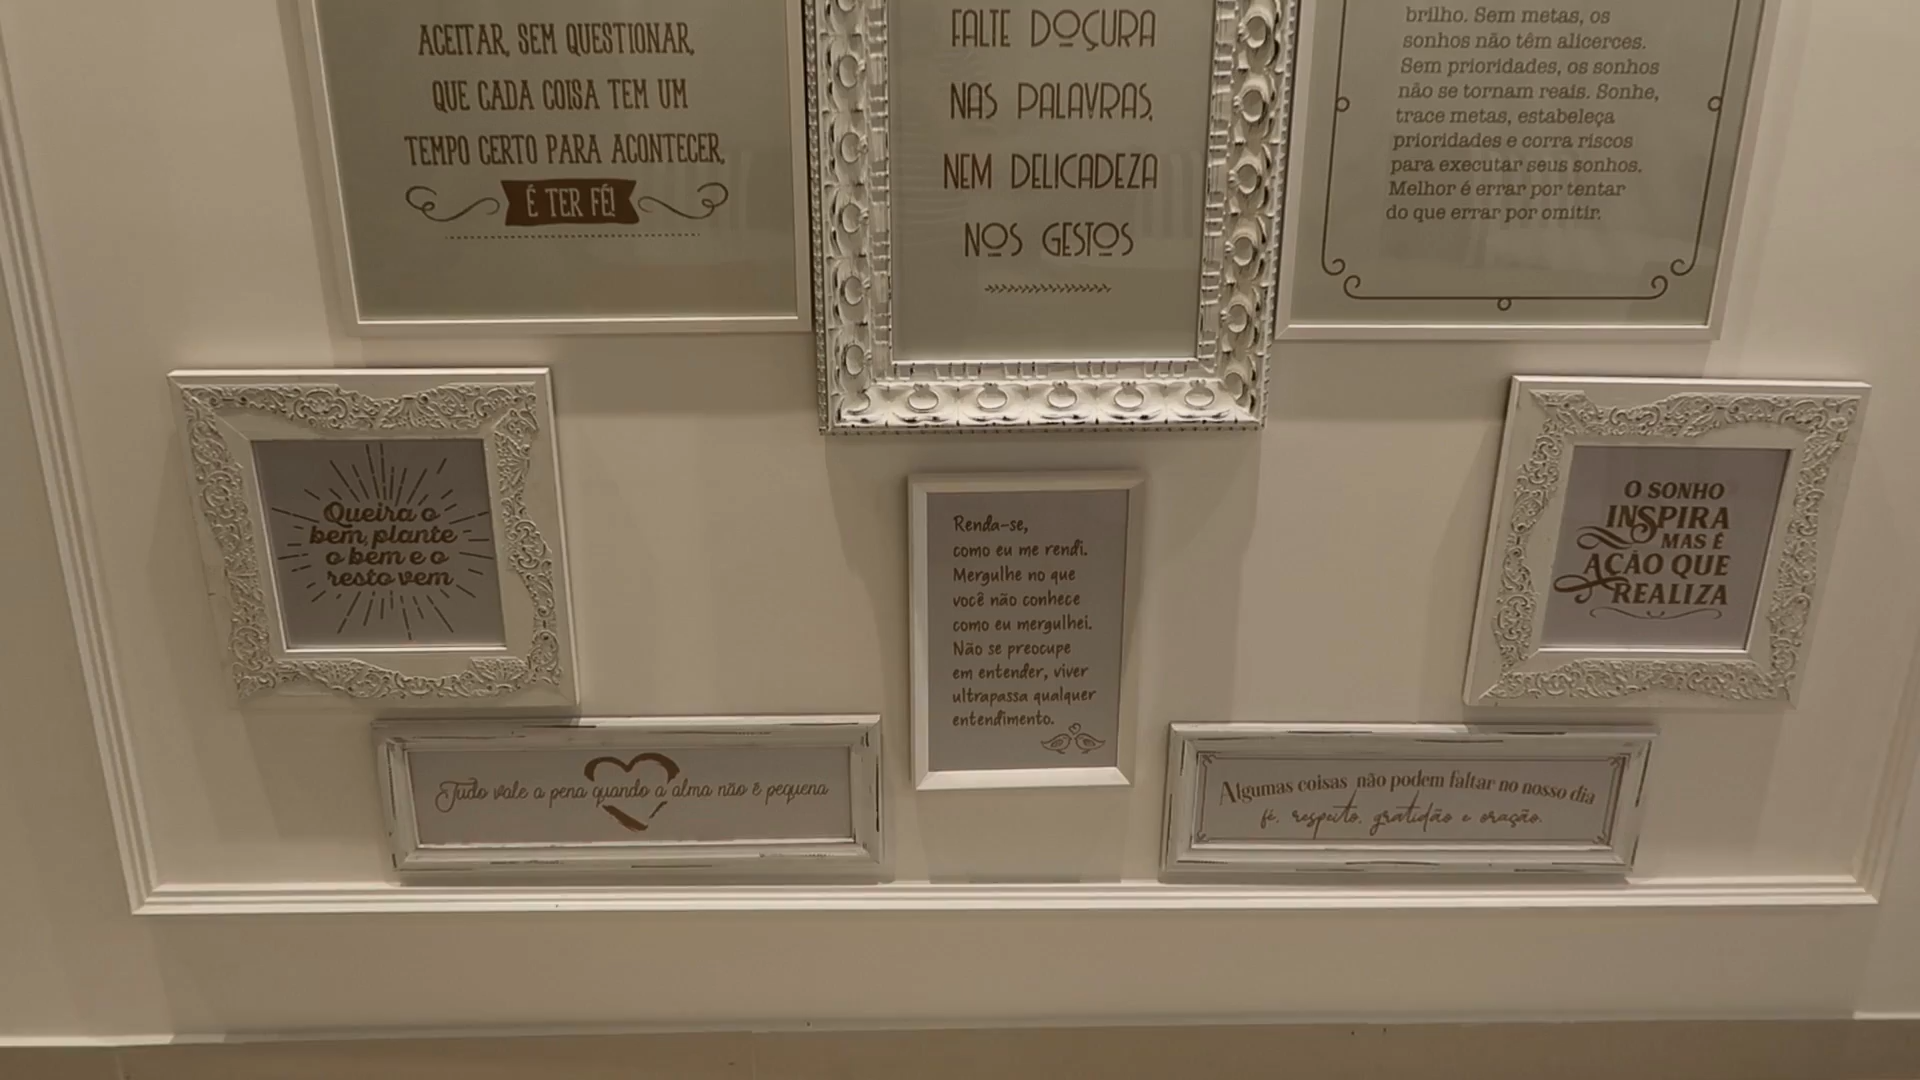 ACEITAR, SEM QUESTIONAR,
QUE CADA COISA TEM UM
TEMPO CERTO PARA ACONTECER,
É TER FÉ!
FALTE DOÇURA
NAS PALAVRAS,
NEM DELICADEZA
NOS GESTOS
brilho. Sem metas, os
sonhos não têm alicerces.
Sem prioridades, os sonhos
não se tornam reais. Sonhe,
trace metas, estabeleça
prioridades e corra riscos
para executar seus sonhos.
Melhor é errar por tentar
do que errar por omitir.
Queira o
bem, plante
o bem e o
resto vem
Renda-se,
como eu me rendi.
Mergulhe no que
você não conhece
como eu mergulhei.
Não se preocupe
em entender, viver
ultrapassa qualquer
entendimento.
O SONHO
INSPIRA
MAS É
AÇÃO QUE
REALIZA
Tudo vale a pena quando a alma não é pequena
Algumas coisas não podem faltar no nosso dia
fé, respeito, gratidão e oração.